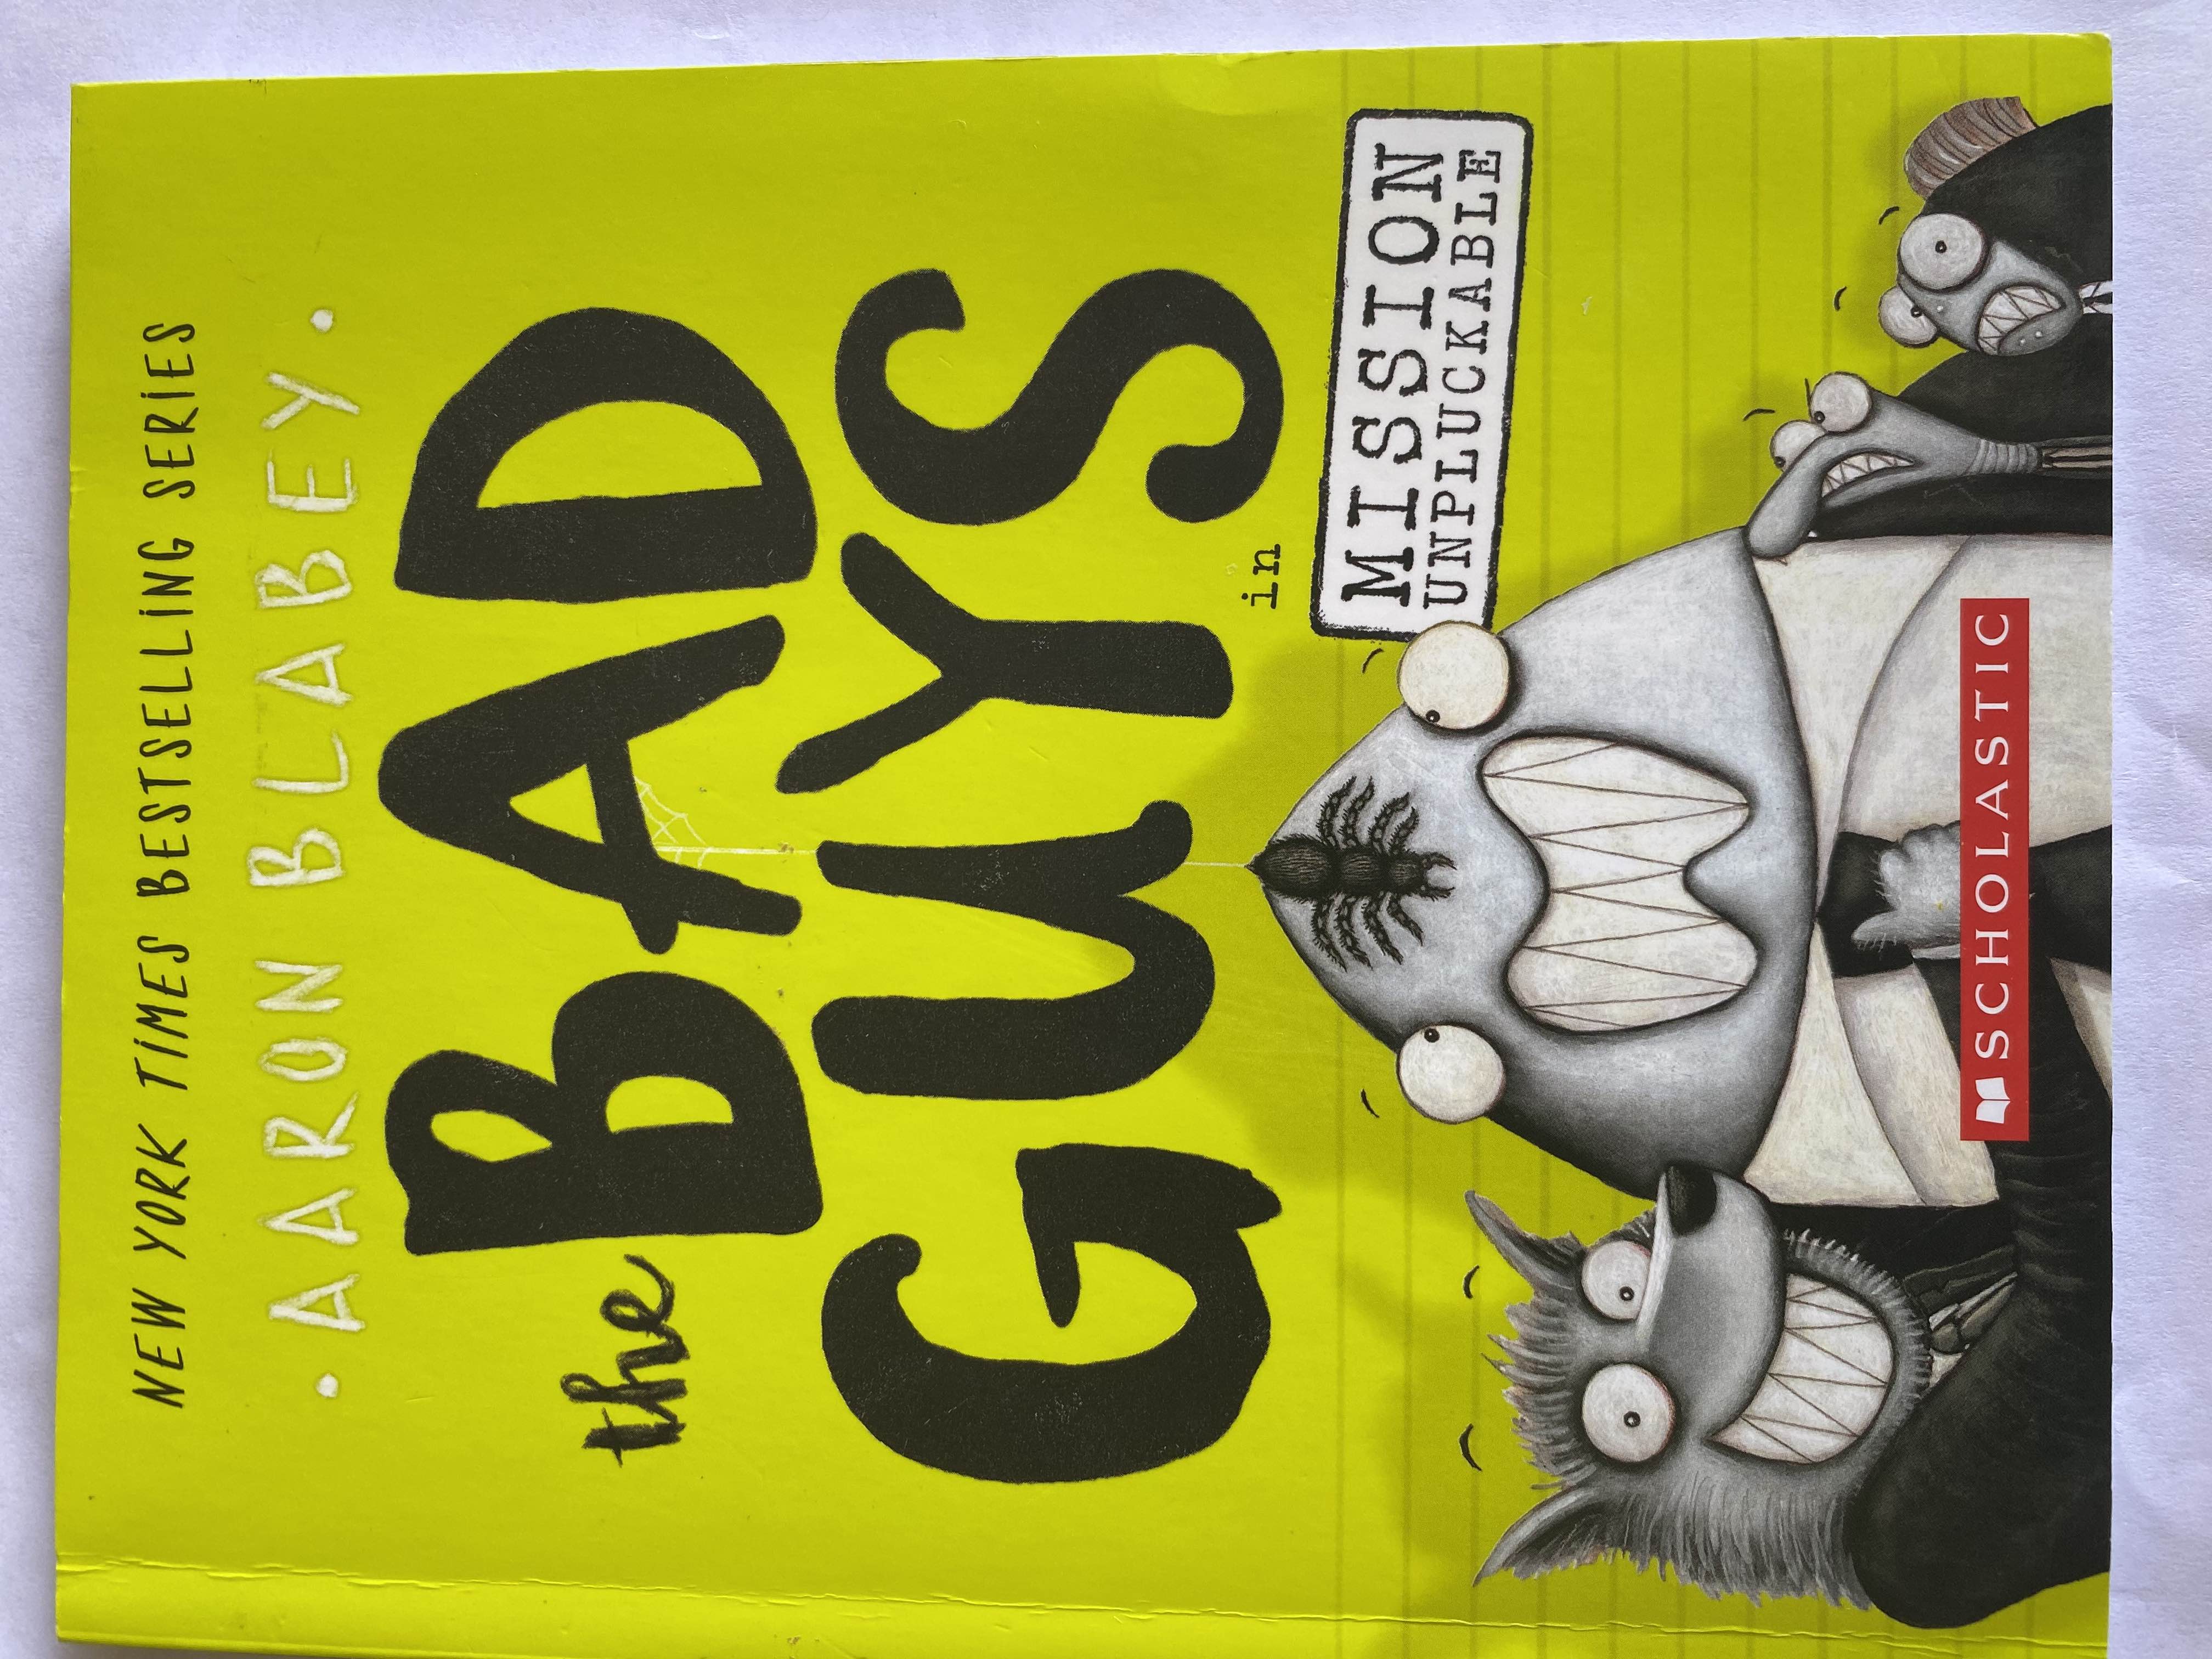 NEW YORK TIMES BESTSELLING SERIES
· AARON BLABEY ·
the BAD
GUYS
in
MISSION
UNPLUCKABLE
SCHOLASTIC